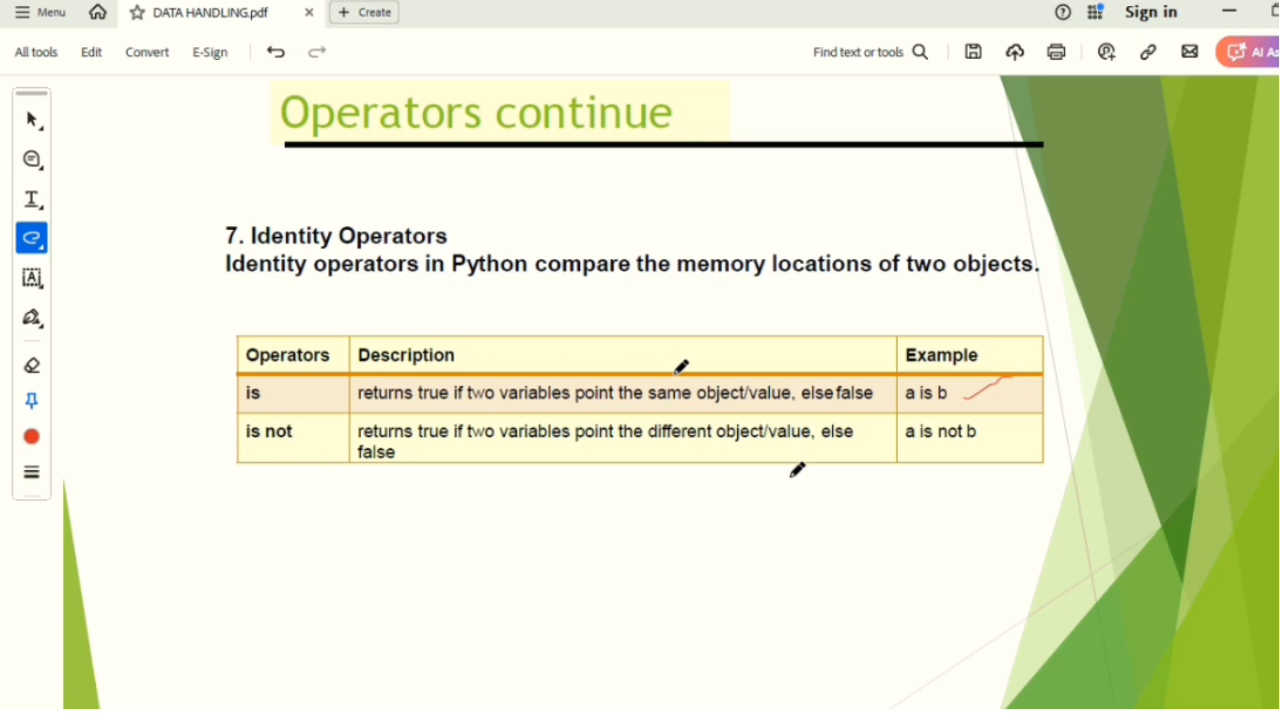 Menu
DATA HANDLING.pdf
Create
Sign in
All tools
Edit
Convert
E-Sign
Find text or tools
AI As
Operators continue
7. Identity Operators
Identity operators in Python compare the memory locations of two objects.
Operators Description Example
is returns true if two variables point the same object/value, else false a is b
is not returns true if two variables point the different object/value, else a is not b
false